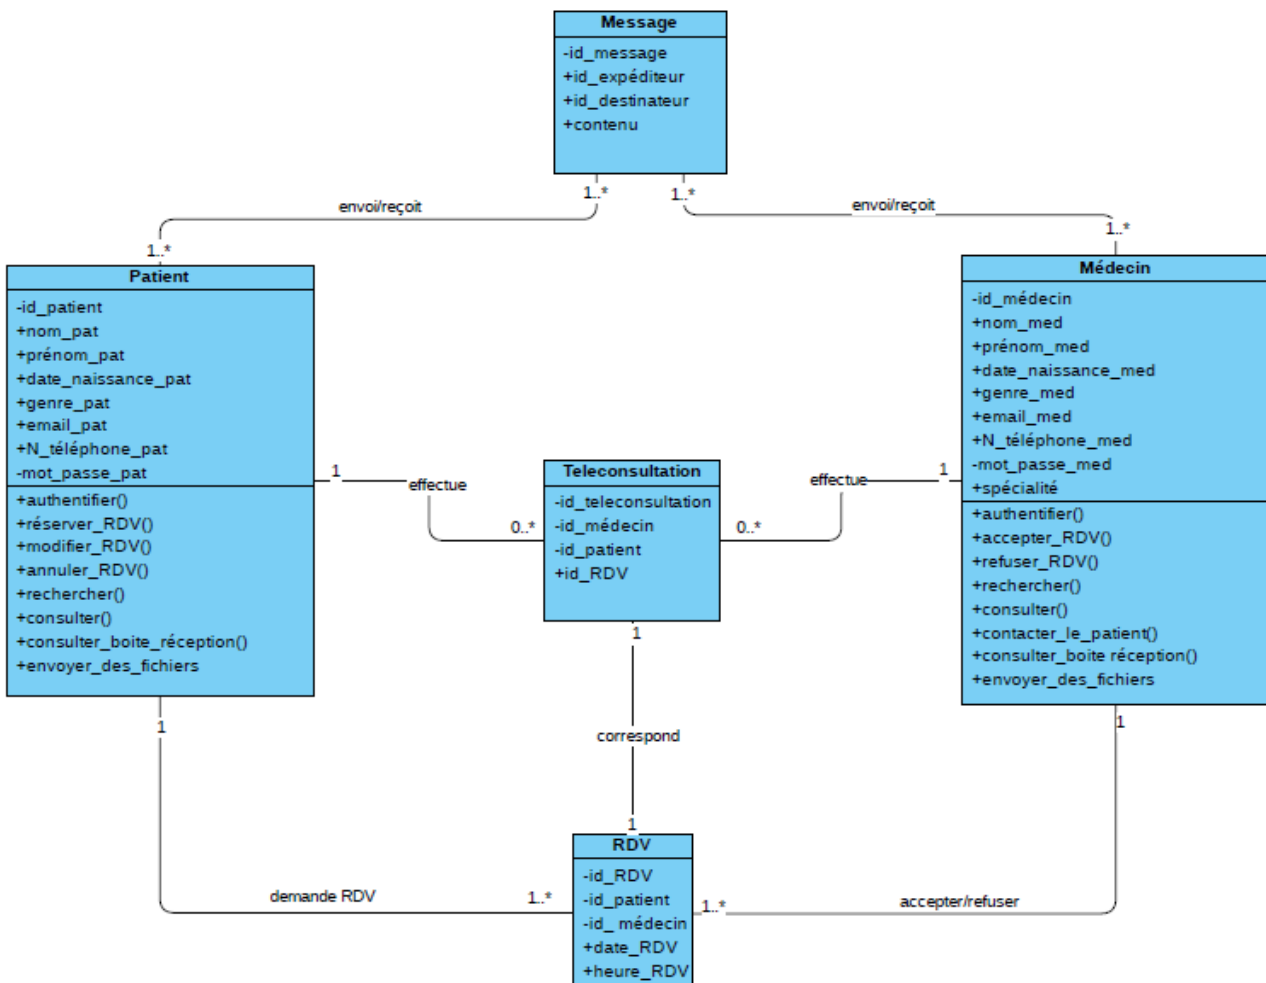 Message
-id_message
+id_expéditeur
+id_destinateur
+contenu
1..*
1..*
envoi/reçoit
envoi/reçoit
1..*
1..*
Patient
-id_patient
+nom_pat
+prénom_pat
+date_naissance_pat
+genre_pat
+email_pat
+N_téléphone_pat
-mot_passe_pat
+authentifier()
+réserver_RDV()
+modifier_RDV()
+annuler_RDV()
+rechercher()
+consulter()
+consulter_boite_réception()
+envoyer_des_fichiers
Médecin
-id_médecin
+nom_med
+prénom_med
+date_naissance_med
+genre_med
+email_med
+N_téléphone_med
-mot_passe_med
+spécialité
+authentifier()
+accepter_RDV()
+refuser_RDV()
+rechercher()
+consulter()
+contacter_le_patient()
+consulter_boite réception()
+envoyer_des_fichiers
1
effectue
0..*
Teleconsultation
-id_teleconsultation
-id_médecin
-id_patient
+id_RDV
1
effectue
0..*
1
correspond
1
1
demande RDV
1..*
1
accepter/refuser
1..*
RDV
-id_RDV
-id_patient
-id_ médecin
+date_RDV
+heure_RDV